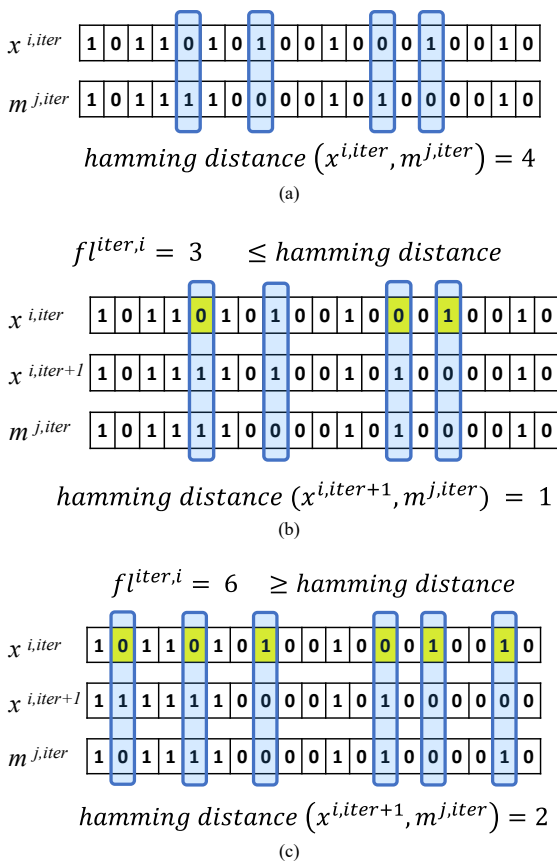 x^{i,iter} 1 0 1 1 0 1 0 1 0 0 1 0 0 0 1 0 0 1 0
m^{j,iter} 1 0 1 1 1 1 0 0 0 0 1 0 1 0 0 0 0 1 0
hamming distance (x^{i,iter}, m^{j,iter}) = 4
(a)
fl^{iter,i} = 3 ≤ hamming distance
x^{i,iter} 1 0 1 1 0 1 0 1 0 0 1 0 0 0 1 0 0 1 0
x^{i,iter+1} 1 0 1 1 1 1 0 1 0 0 1 0 1 0 0 0 0 1 0
m^{j,iter} 1 0 1 1 1 1 0 0 0 0 1 0 1 0 0 0 0 1 0
hamming distance (x^{i,iter+1}, m^{j,iter}) = 1
(b)
fl^{iter,i} = 6 ≥ hamming distance
x^{i,iter} 1 0 1 1 0 1 0 1 0 0 1 0 0 0 1 0 0 1 0
x^{i,iter+1} 1 1 1 1 1 1 0 0 0 0 1 0 1 0 0 0 0 0 0
m^{j,iter} 1 0 1 1 1 1 0 0 0 0 1 0 1 0 0 0 0 1 0
hamming distance (x^{i,iter+1}, m^{j,iter}) = 2
(c)